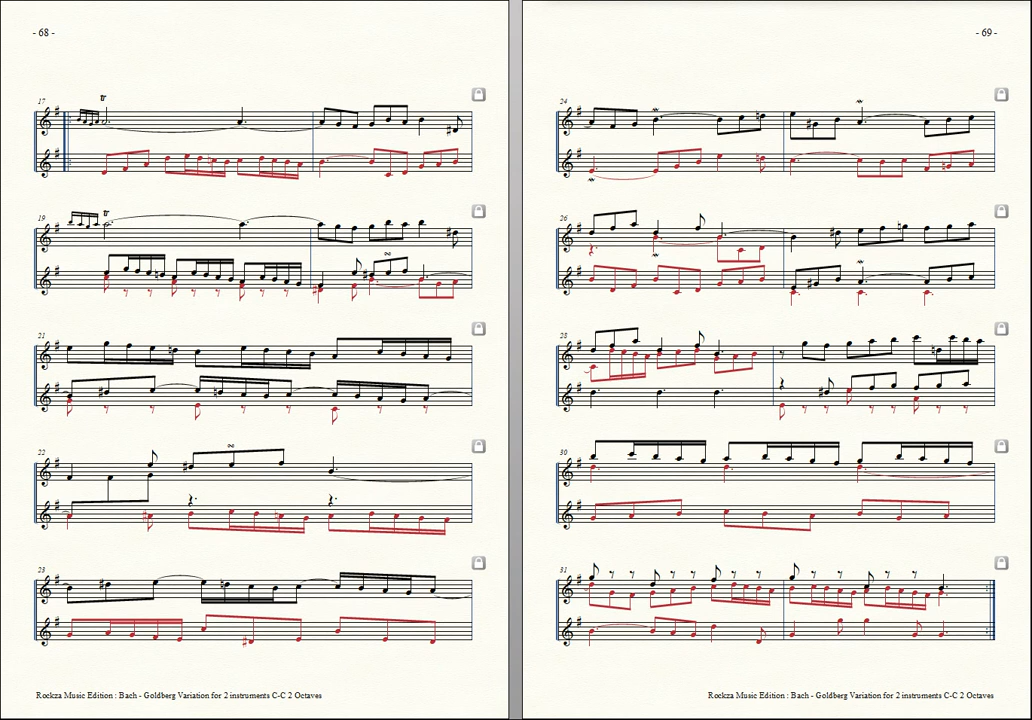 - 68 -
17
tr
19
tr
21
22
23
Rockza Music Edition : Bach - Goldberg Variation for 2 instruments C-C 2 Octaves
- 69 -
24
26
28
30
31
Rockza Music Edition : Bach - Goldberg Variation for 2 instruments C-C 2 Octaves